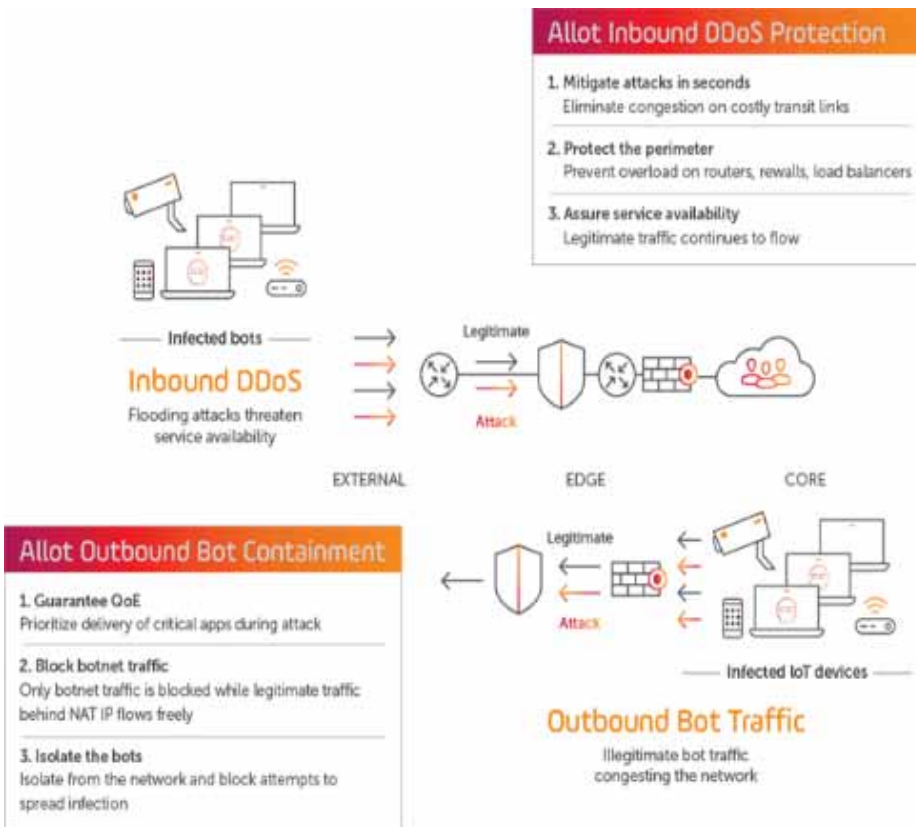 Allot Inbound DDoS Protection
1. Mitigate attacks in seconds
Eliminate congestion on costly transit links
2. Protect the perimeter
Prevent overload on routers, rewalls, load balancers
3. Assure service availability
Legitimate traffic continues to flow
Infected bots
Inbound DDoS
Flooding attacks threaten
service availability
Legitimate
Attack
EXTERNAL
EDGE
CORE
Allot Outbound Bot Containment
1. Guarantee QoE
Prioritize delivery of critical apps during attack
2. Block botnet traffic
Only botnet traffic is blocked while legitimate traffic
behind NAT IP flows freely
3. Isolate the bots
Isolate from the network and block attempts to
spread infection
Legitimate
Attack
Infected IoT devices
Outbound Bot Traffic
Illegitimate bot traffic
congesting the network